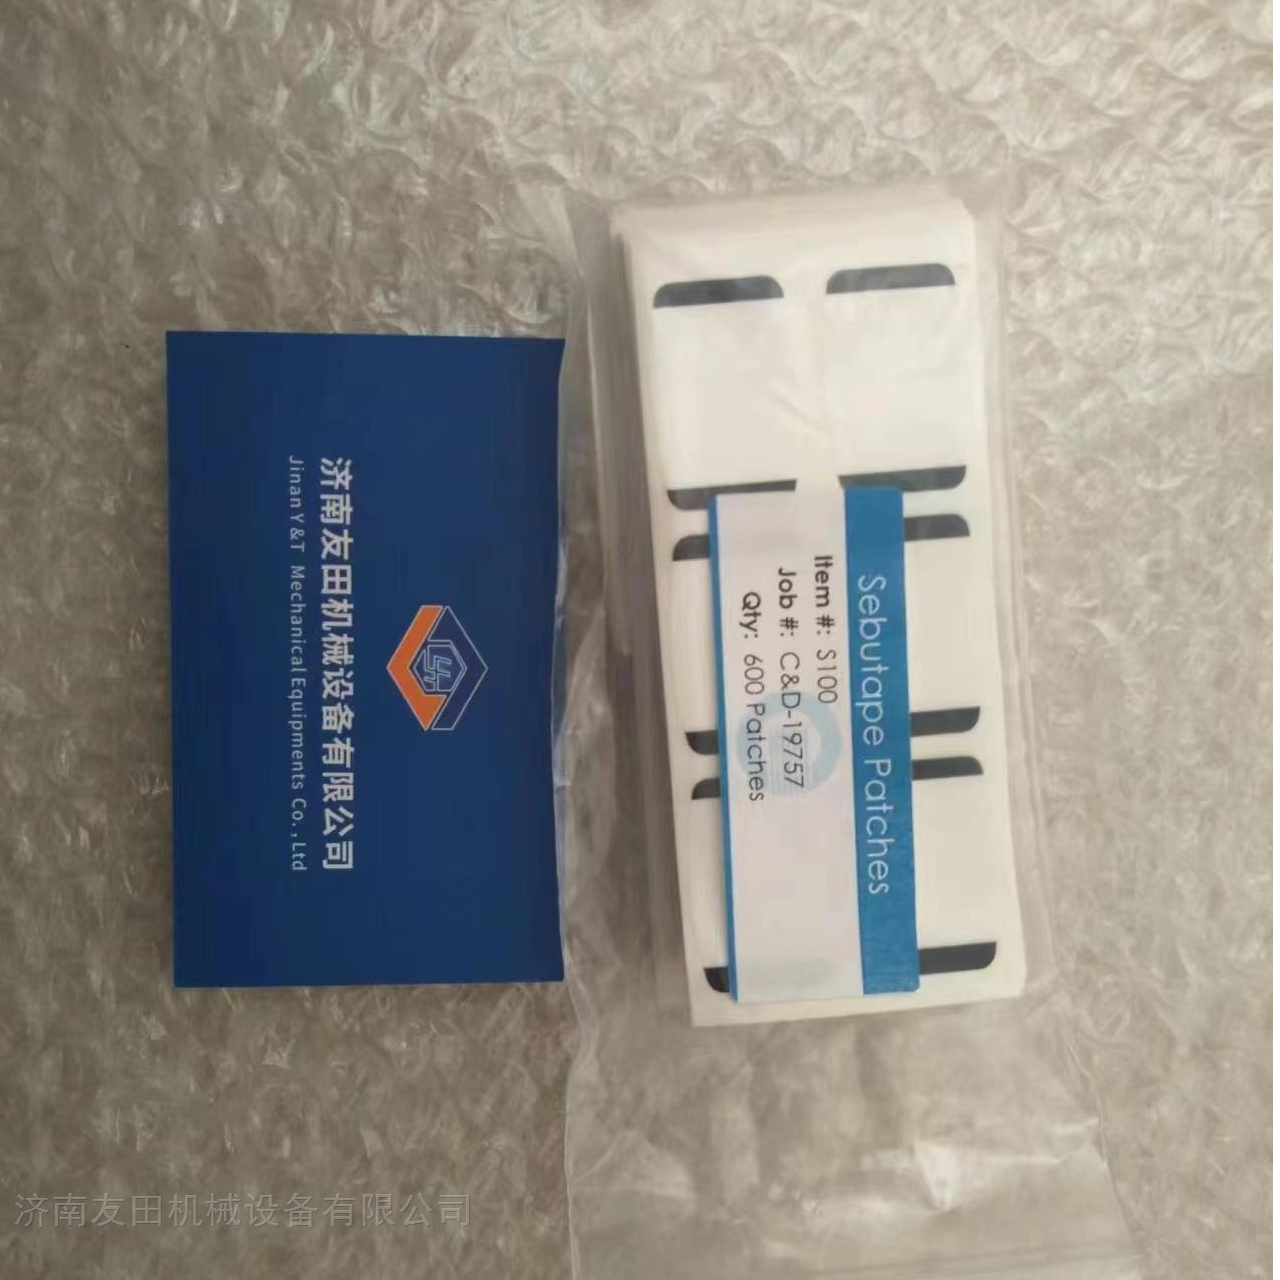 济南友田机械设备有限公司
Jinan Y&T Mechanical Equipments Co.,Ltd
Sebutape Patches
Item #: S100
Job #: C&D-19757
Qty: 600 Patches
济南友田机械设备有限公司